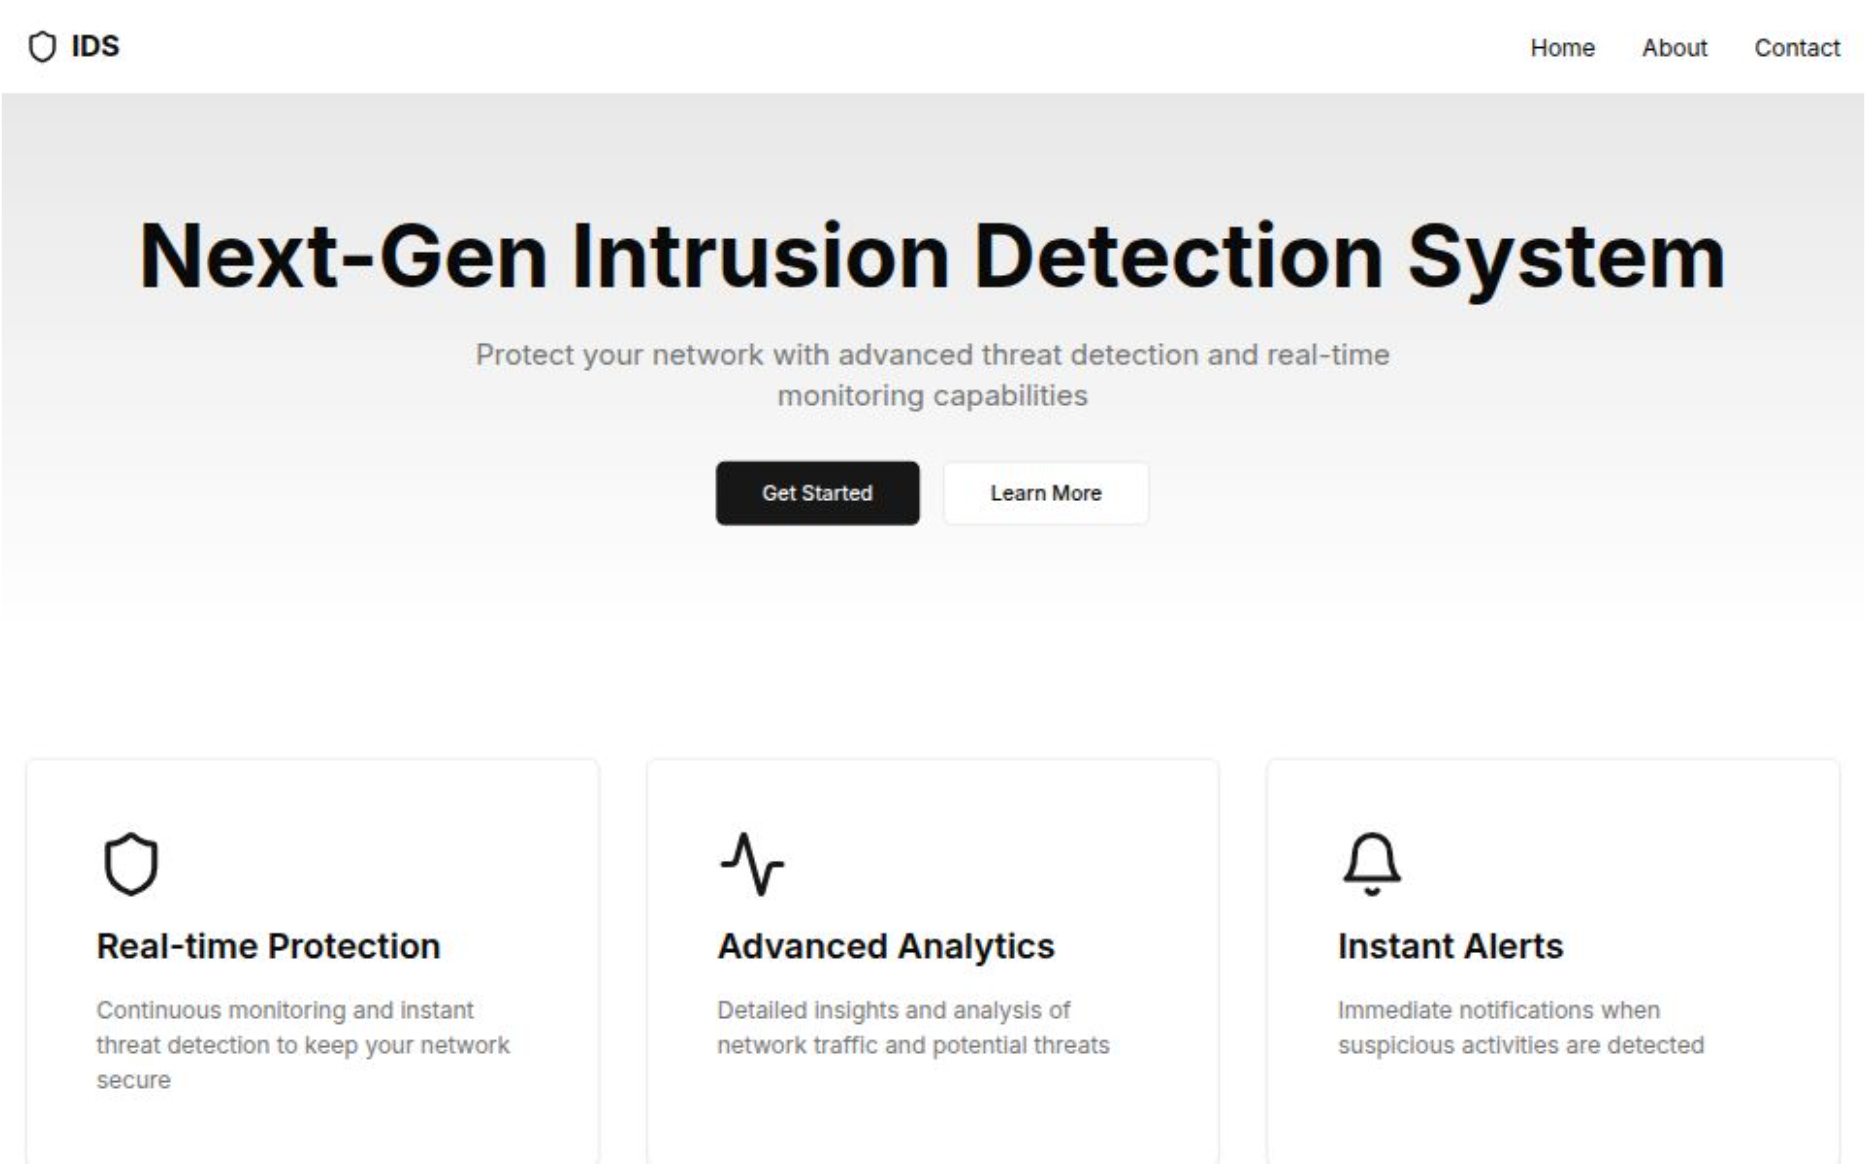 IDS
Home About Contact
Next-Gen Intrusion Detection System
Protect your network with advanced threat detection and real-time
monitoring capabilities
Get Started
Learn More
Real-time Protection
Continuous monitoring and instant
threat detection to keep your network
secure
Advanced Analytics
Detailed insights and analysis of
network traffic and potential threats
Instant Alerts
Immediate notifications when
suspicious activities are detected